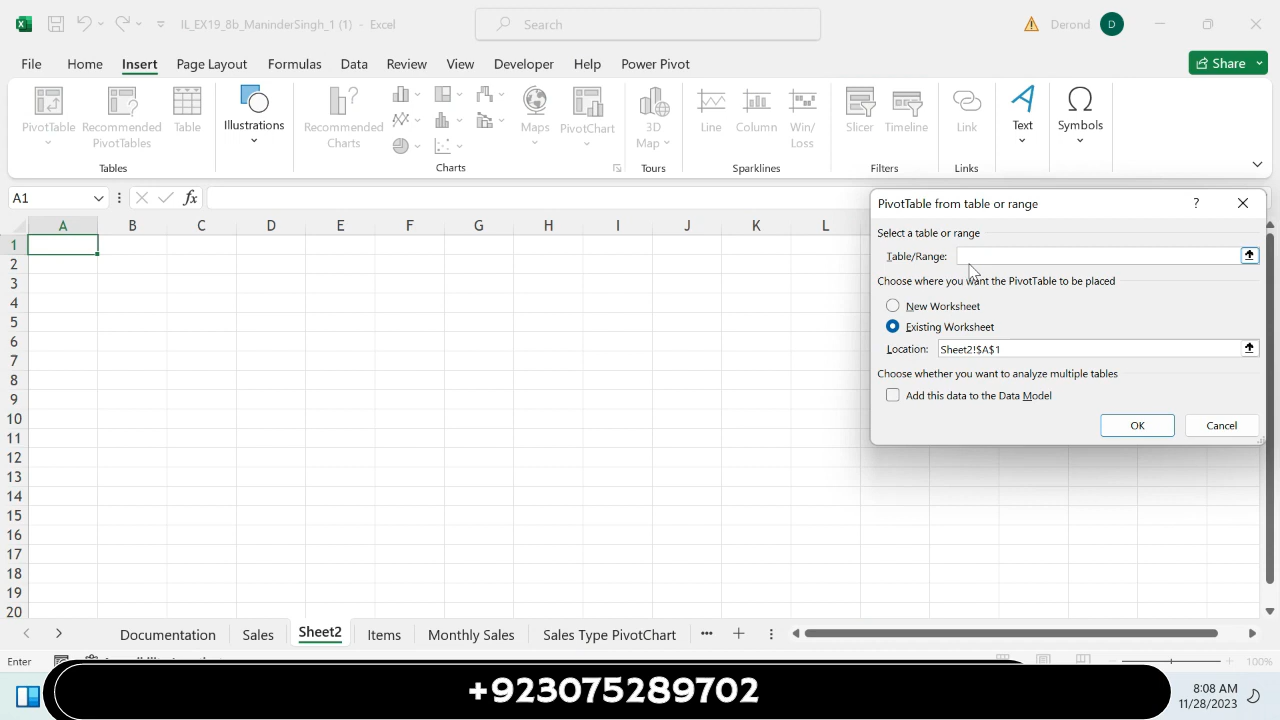 IL_EX19_8b_ManinderSingh_1 (1) - Excel
Search
Derond
D
File
Home
Insert
Page Layout
Formulas
Data
Review
View
Developer
Help
Power Pivot
Share
PivotTable
Recommended PivotTables
Table
Illustrations
Recommended Charts
Maps
PivotChart
3D Map
Line
Column
Win/Loss
Slicer
Timeline
Link
Text
Symbols
Tables
Charts
Tours
Sparklines
Filters
Links
A1
fx
PivotTable from table or range
?
Select a table or range
Table/Range:
Choose where you want the PivotTable to be placed
New Worksheet
Existing Worksheet
Location:
Sheet2!$A$1
Choose whether you want to analyze multiple tables
Add this data to the Data Model
OK
Cancel
A B C D E F G H I J K L
1
2
3
4
5
6
7
8
9
10
11
12
13
14
15
16
17
18
19
20
Documentation
Sales
Sheet2
Items
Monthly Sales
Sales Type PivotChart
Enter
100%
+923075289702
8:08 AM
11/28/2023